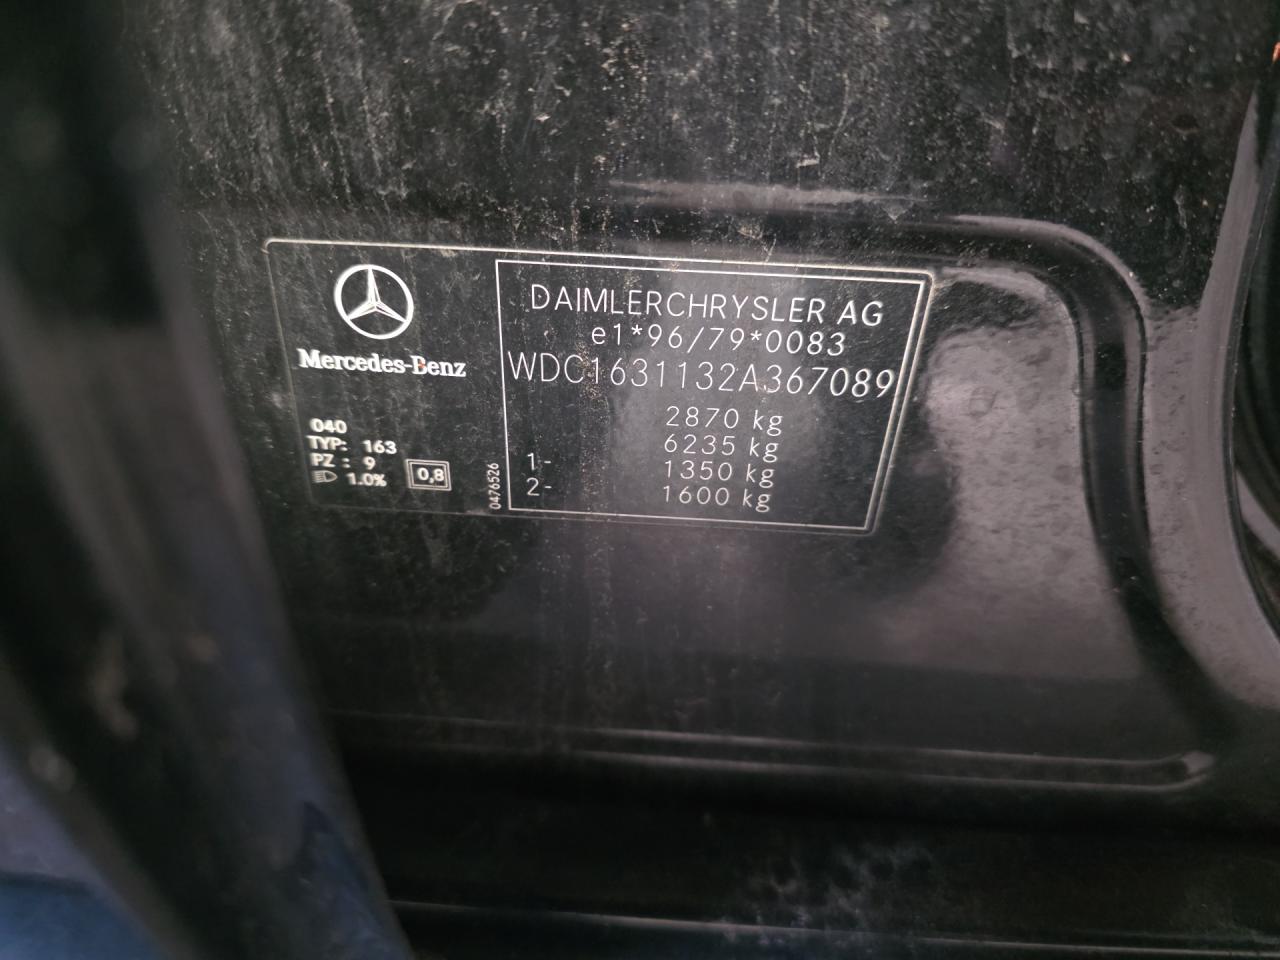 Mercedes-Benz
040
TYP: 163
PZ : 9
1.0%
0,8
0476526
DAIMLERCHRYSLER AG
e1*96/79*0083
WDC1631132A367089
2870 kg
6235 kg
1- 1350 kg
2- 1600 kg